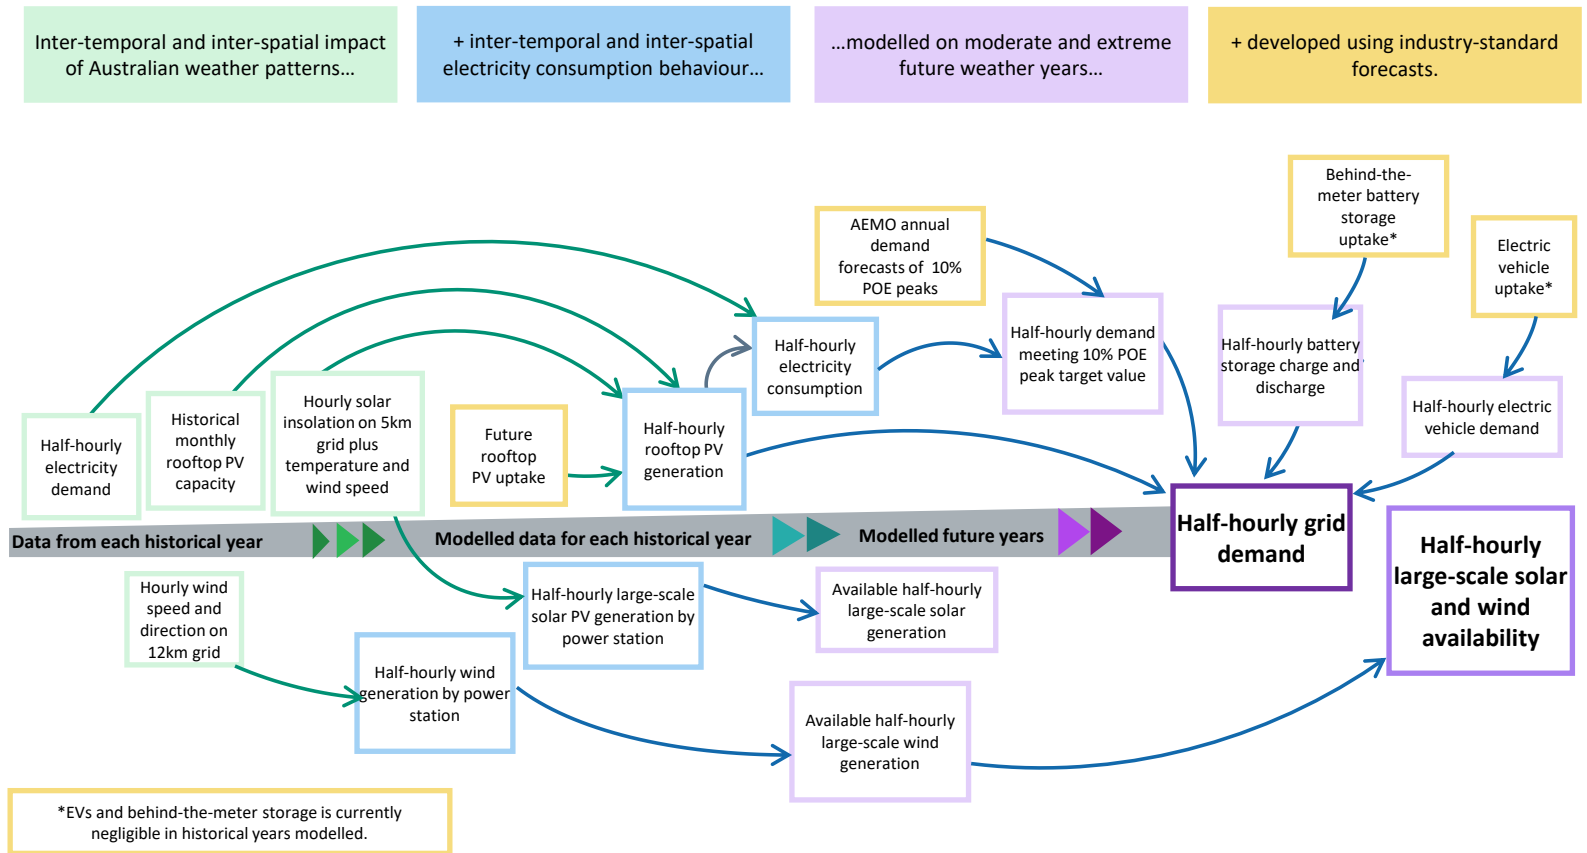 Inter-temporal and inter-spatial impact
of Australian weather patterns…
+ inter-temporal and inter-spatial
electricity consumption behaviour…
…modelled on moderate and extreme
future weather years…
+ developed using industry-standard
forecasts.
Behind-the-
meter battery
storage
uptake*
AEMO annual
demand
forecasts of 10%
POE peaks
Electric
vehicle
uptake*
Half-hourly
electricity
consumption
Half-hourly demand
meeting 10% POE
peak target value
Half-hourly battery
storage charge and
discharge
Half-hourly electric
vehicle demand
Half-hourly
electricity
demand
Historical
monthly
rooftop PV
capacity
Hourly solar
insolation on 5km
grid plus
temperature and
wind speed
Future
rooftop
PV uptake
Half-hourly
rooftop PV
generation
Half-hourly grid
demand
Data from each historical year
Modelled data for each historical year
Modelled future years
Half-hourly
large-scale solar
and wind
availability
Hourly wind
speed and
direction on
12km grid
Half-hourly large-scale
solar PV generation by
power station
Available half-hourly
large-scale solar
generation
Half-hourly wind
generation by power
station
Available half-hourly
large-scale wind
generation
*EVs and behind-the-meter storage is currently
negligible in historical years modelled.